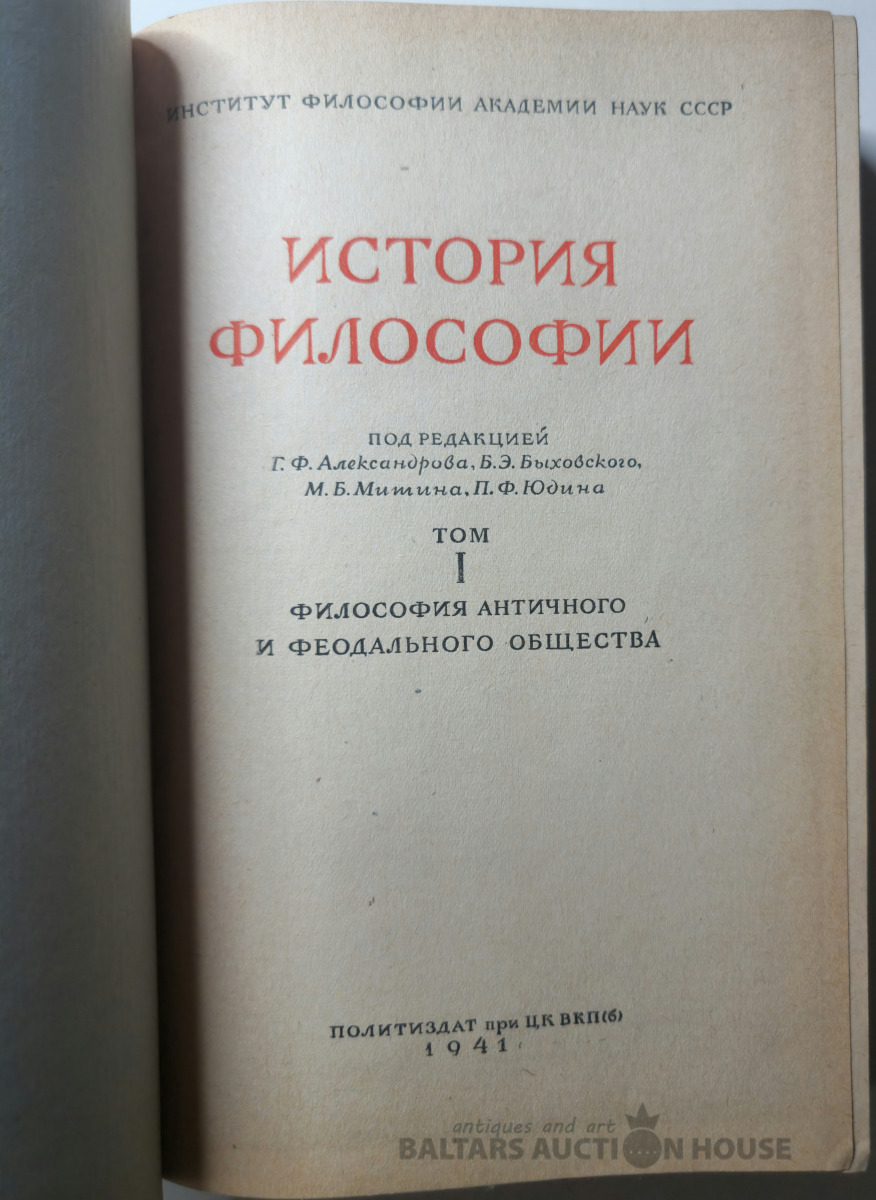 ИНСТИТУТ ФИЛОСОФИИ АКАДЕМИИ НАУК СССР
ИСТОРИЯ
ФИЛОСОФИИ
ПОД РЕДАКЦИЕЙ
Г. Ф. Александрова, Б. Э. Быховского,
М. Б. Митина, П. Ф. Юдина
ТОМ
I
ФИЛОСОФИЯ АНТИЧНОГО
И ФЕОДАЛЬНОГО ОБЩЕСТВА
ПОЛИТИЗДАТ при ЦК ВКП(б)
1941
antiques and art
BALTARS AUCTION HOUSE